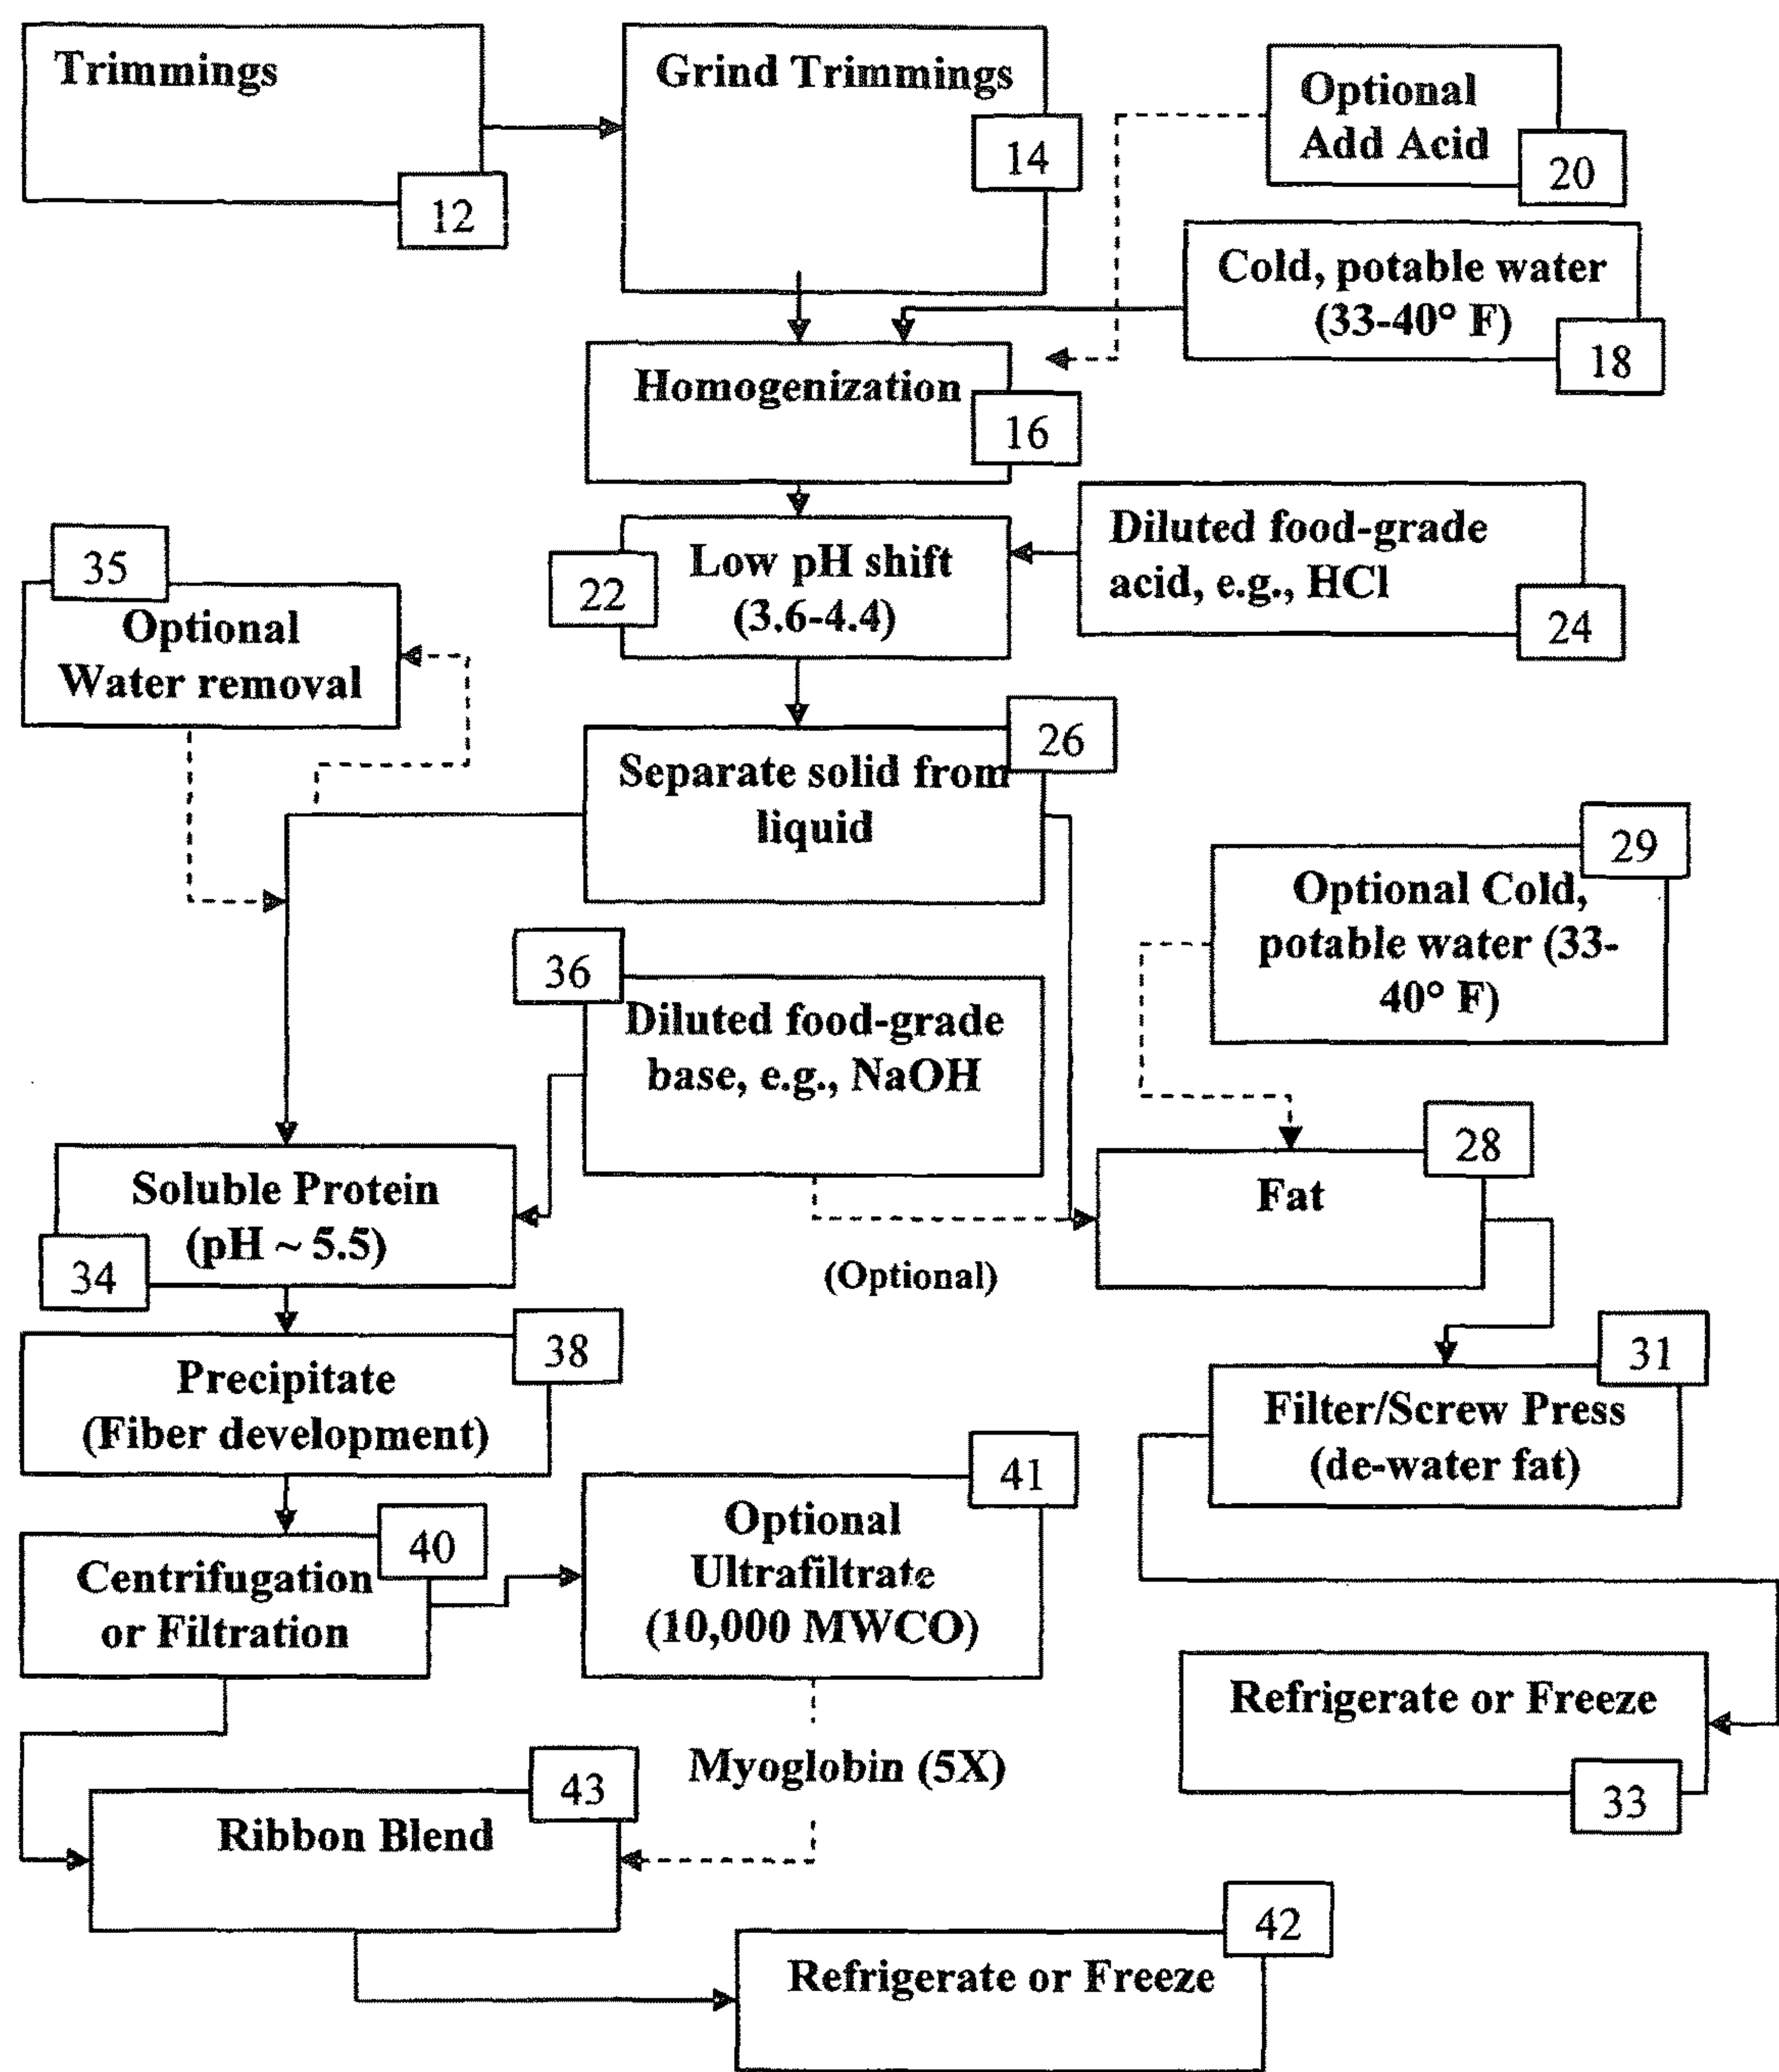 Trimmings
12
Grind Trimmings
14
Optional
Add Acid
20
Cold, potable water
(33-40° F)
18
Homogenization
16
Low pH shift
(3.6-4.4)
22
Diluted food-grade
acid, e.g., HCl
24
35
Optional
Water removal
26
Separate solid from
liquid
29
Optional Cold,
potable water (33-
40° F)
36
Diluted food-grade
base, e.g., NaOH
Soluble Protein
(pH ~ 5.5)
34
(Optional)
28
Fat
38
Precipitate
(Fiber development)
31
Filter/Screw Press
(de-water fat)
40
Centrifugation
or Filtration
41
Optional
Ultrafiltrate
(10,000 MWCO)
Refrigerate or Freeze
33
Myoglobin (5X)
43
Ribbon Blend
42
Refrigerate or Freeze